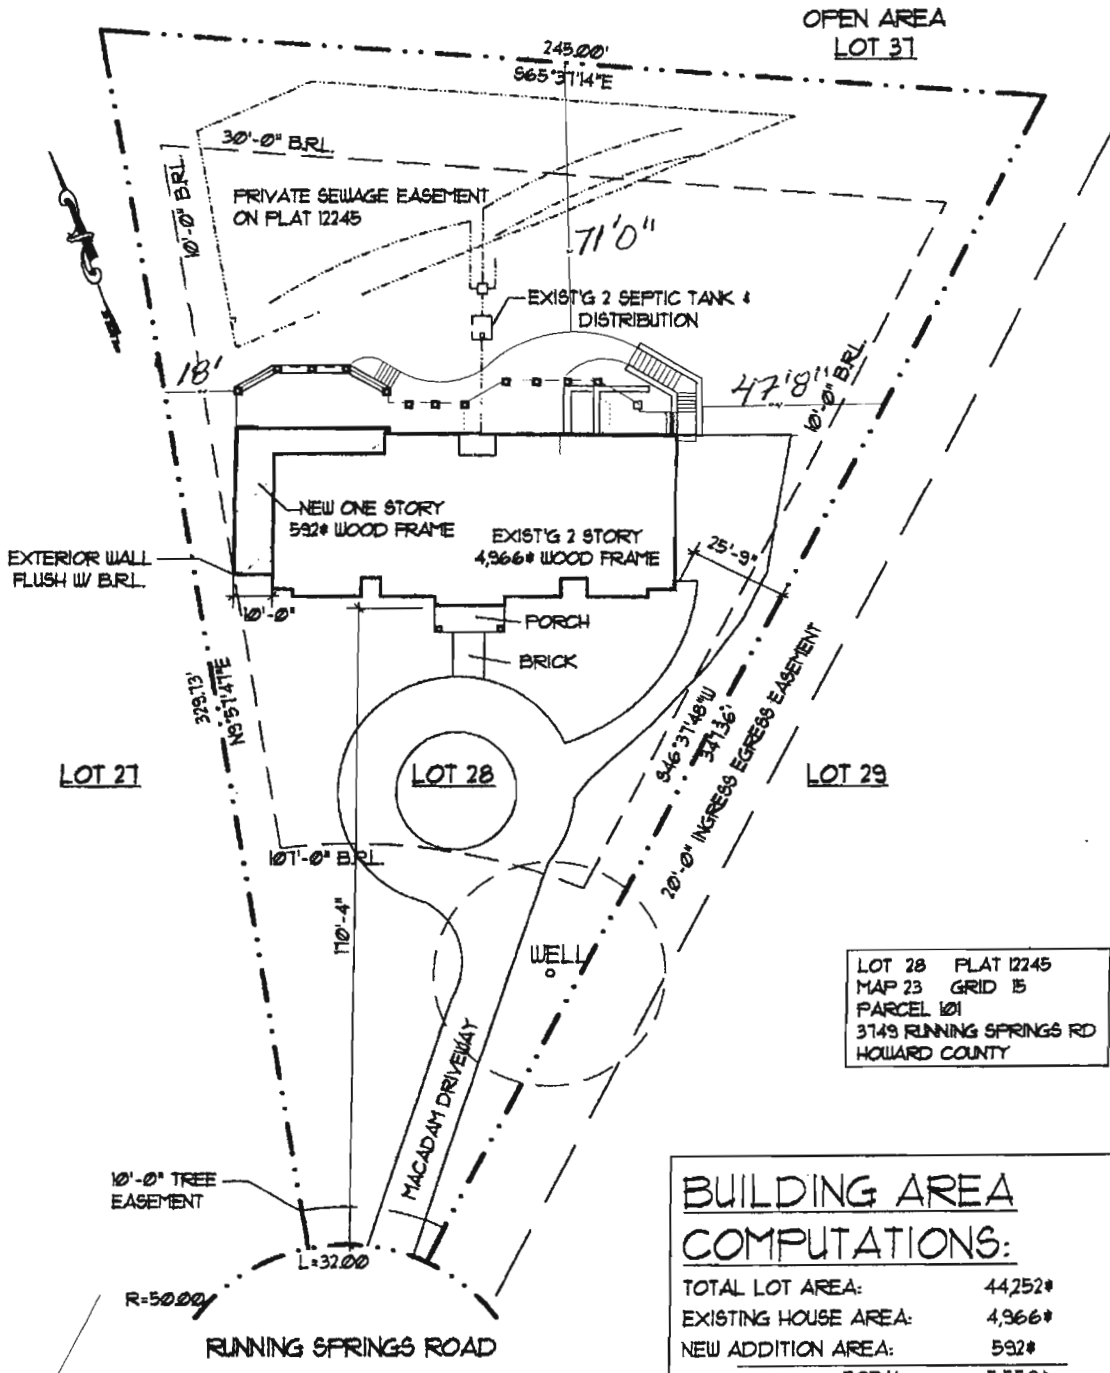 OPEN AREA
LOT 37
245.00'
S65°37'14"E
30'-0" B.R.L.
10'-0" B.R.L.
PRIVATE SEWAGE EASEMENT
ON PLAT 12245
71'0"
EXIST'G 2 SEPTIC TANK &
DISTRIBUTION
18'
47'8"
10'-0" B.R.L.
NEW ONE STORY
592# WOOD FRAME
EXIST'G 2 STORY
4,966# WOOD FRAME
EXTERIOR WALL
FLUSH W/ B.R.L.
25'-9"
10'-0"
PORCH
BRICK
329.73'
N9°57'47"E
S46°37'48"W
347.36'
20'-0" INGRESS EGRESS EASEMENT
LOT 27
LOT 28
LOT 29
107'-0" B.R.L.
170'-4"
WELL
LOT 28 PLAT 12245
MAP 23 GRID 15
PARCEL 101
3749 RUNNING SPRINGS RD
HOWARD COUNTY
MACADAM DRIVEWAY
10'-0" TREE
EASEMENT
L=32.00
R=50.00
RUNNING SPRINGS ROAD
BUILDING AREA
COMPUTATIONS:
TOTAL LOT AREA: 44,252#
EXISTING HOUSE AREA: 4,966#
NEW ADDITION AREA: 592#